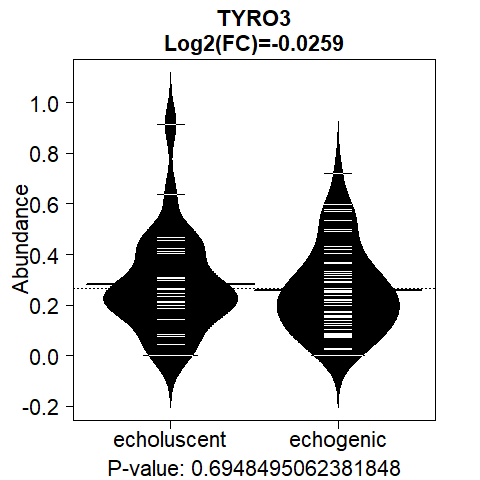 TYRO3
Log2(FC)=-0.0259
Abundance
1.0
0.8
0.6
0.4
0.2
0.0
-0.2
echoluscent echogenic
P-value: 0.6948495062381848